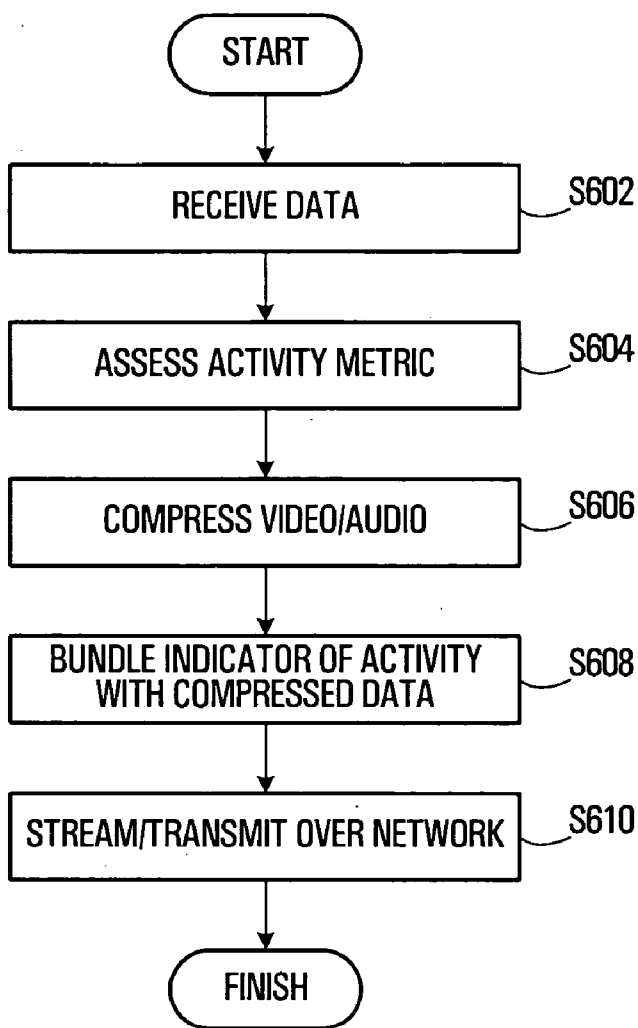 START
RECEIVE DATA
S602
ASSESS ACTIVITY METRIC
S604
COMPRESS VIDEO/AUDIO
S606
BUNDLE INDICATOR OF ACTIVITY
WITH COMPRESSED DATA
S608
STREAM/TRANSMIT OVER NETWORK
S610
FINISH